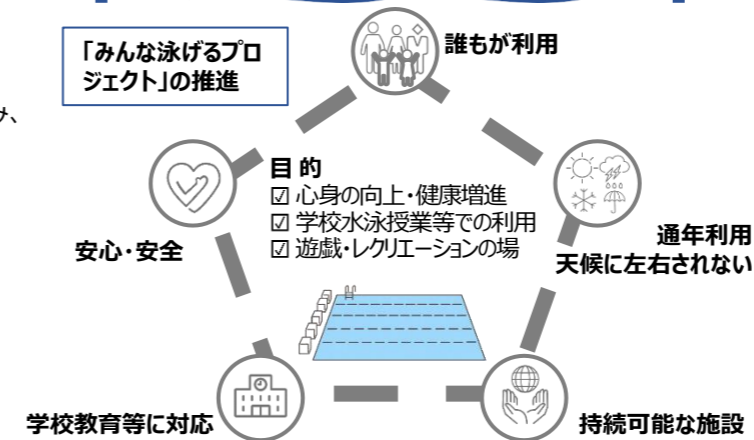 「みんな泳げるプロ
ジェクト」の推進
誰もが利用
み、
目 的
☑ 心身の向上・健康増進
☑ 学校水泳授業等での利用
☑ 遊戯・レクリエーションの場
安心・安全
通年利用
天候に左右されない
学校教育等に対応
持続可能な施設